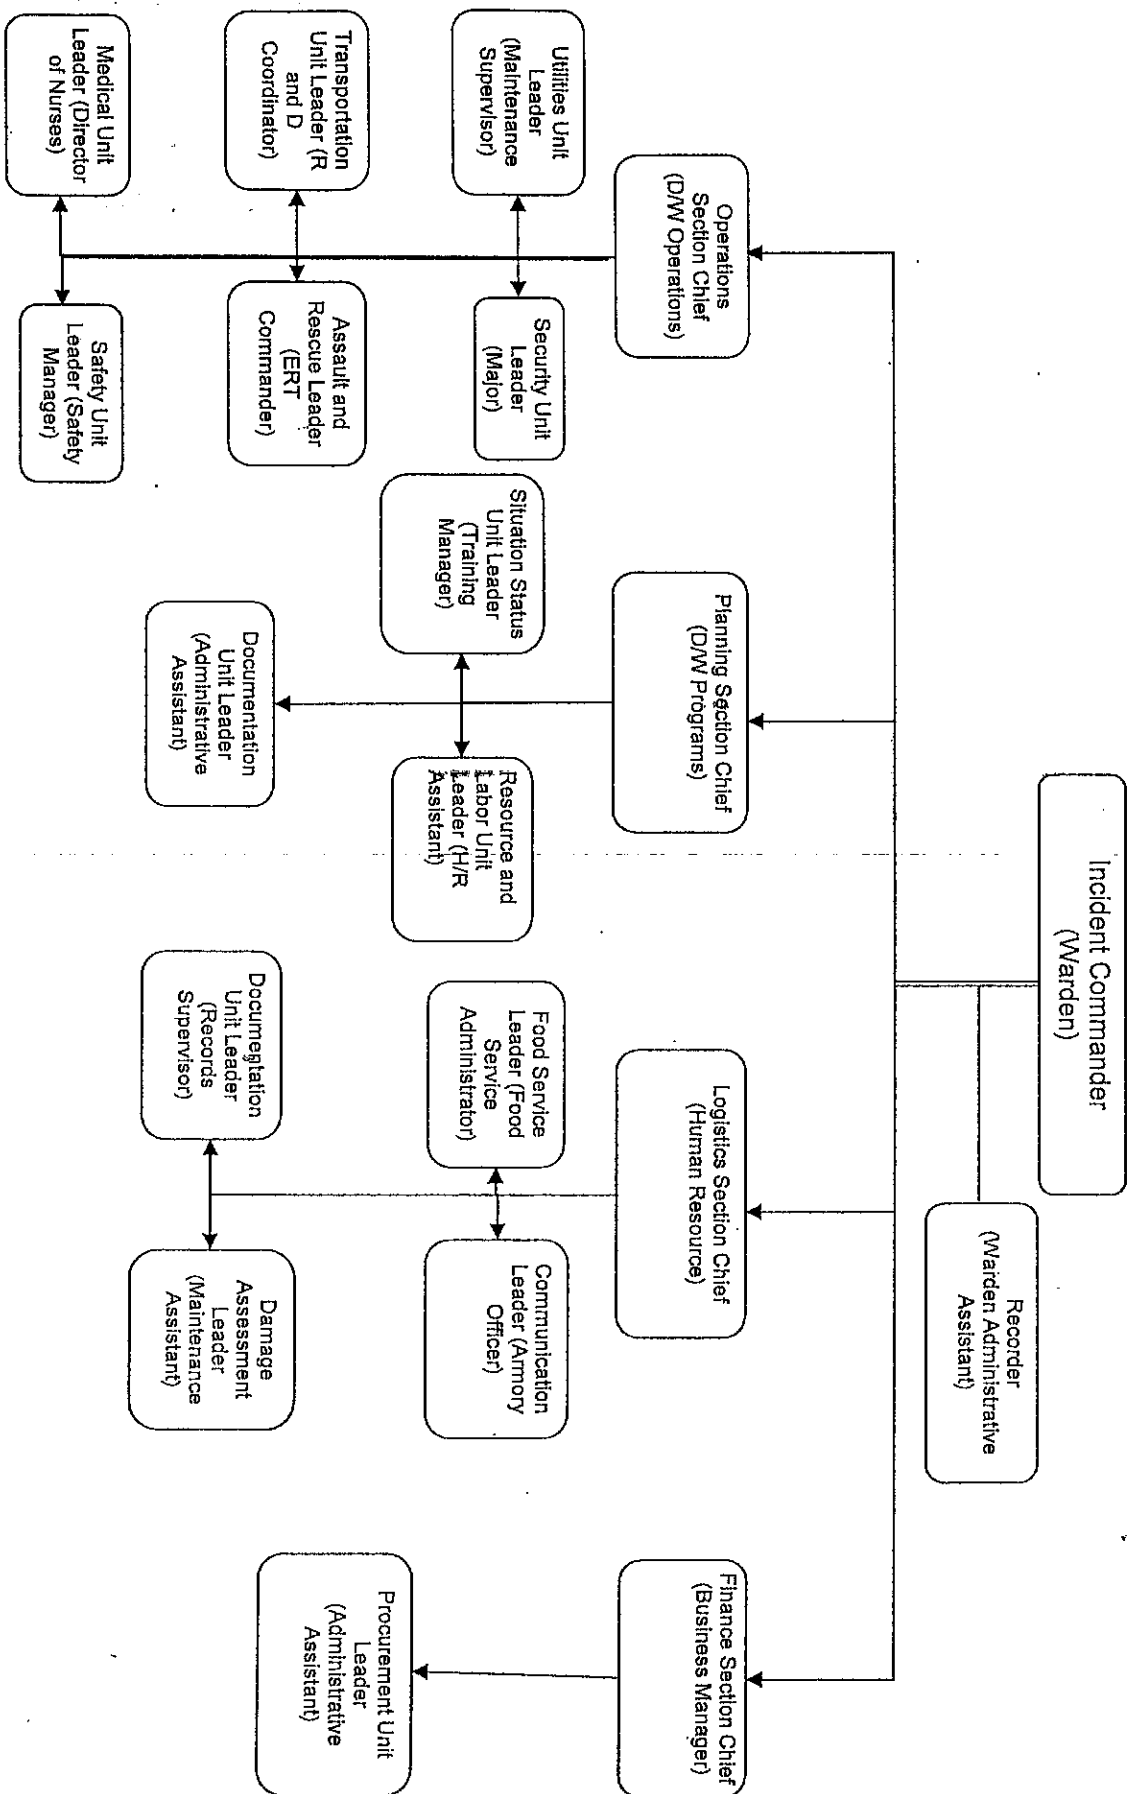 Incident Commander
(Warden)
Recorder
(Warden Administrative
Assistant)
Operations
Section Chief
(D/W Operations)
Planning Section Chief
(D/W Programs)
Logistics Section Chief
(Human Resource)
Finance Section Chief
(Business Manager)
Utilities Unit
Leader
(Maintenance
Supervisor)
Security Unit
Leader
(Major)
Transportation
Unit Leader (R
and D
Coordinator)
Assault and
Rescue Leader
(ERT
Commander)
Medical Unit
Leader (Director
of Nurses)
Safety Unit
Leader (Safety
Manager)
Situation Status
Unit Leader
(Training
Manager)
Resource and
Labor Unit
Leader (H/R
Assistant)
Documentation
Unit Leader
(Administrative
Assistant)
Food Service
Leader (Food
Service
Administrator)
Communication
Leader (Armory
Officer)
Documentation
Unit Leader
(Records
Supervisor)
Damage
Assessment
Leader
(Maintenance
Assistant)
Procurement Unit
Leader
(Administrative
Assistant)